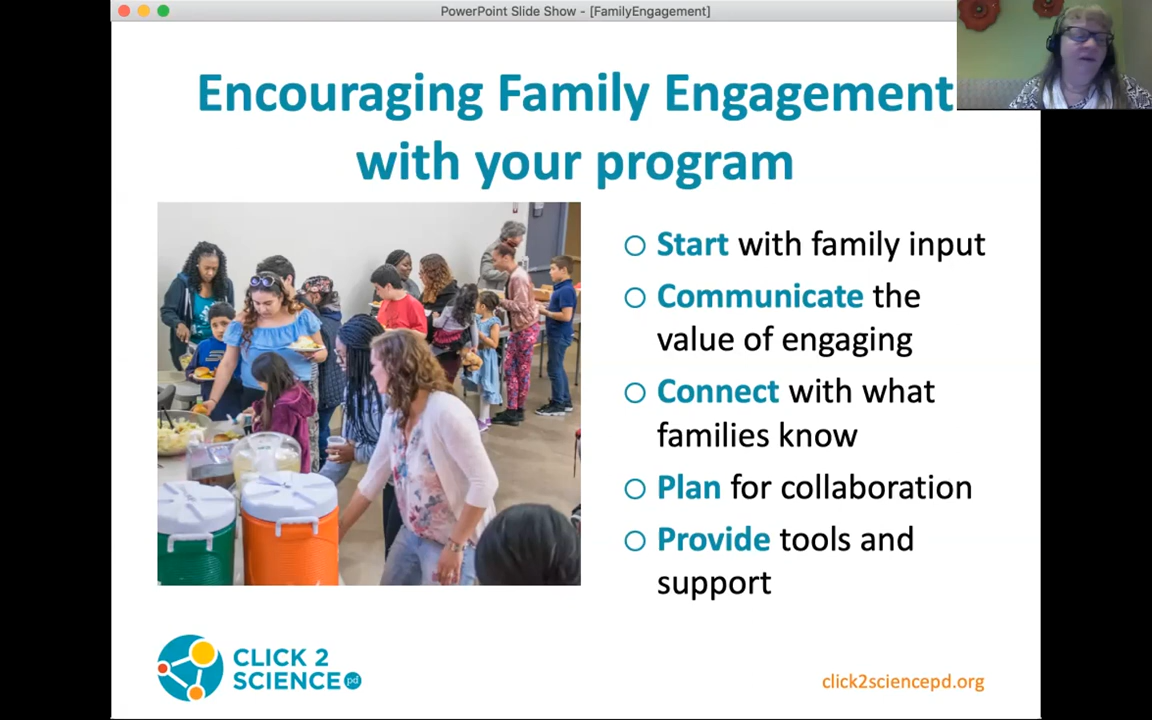 PowerPoint Slide Show - [FamilyEngagement]
Encouraging Family Engagement
with your program
Start with family input
Communicate the
value of engaging
Connect with what
families know
Plan for collaboration
Provide tools and
support
CLICK 2
SCIENCE pd
click2sciencepd.org